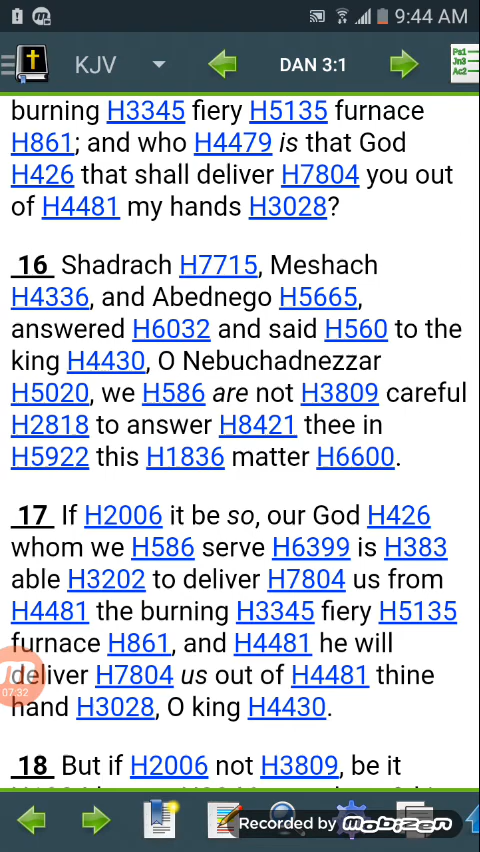 9:44 AM
KJV DAN 3:1 Ps1 Jn3 Ac2
burning H3345 fiery H5135 furnace
H861; and who H4479 is that God
H426 that shall deliver H7804 you out
of H4481 my hands H3028?
16 Shadrach H7715, Meshach
H4336, and Abednego H5665,
answered H6032 and said H560 to the
king H4430, O Nebuchadnezzar
H5020, we H586 are not H3809 careful
H2818 to answer H8421 thee in
H5922 this H1836 matter H6600.
17 If H2006 it be so, our God H426
whom we H586 serve H6399 is H383
able H3202 to deliver H7804 us from
H4481 the burning H3345 fiery H5135
furnace H861, and H4481 he will
deliver H7804 us out of H4481 thine
07:32
hand H3028, O king H4430.
18 But if H2006 not H3809, be it
Recorded by mobizen